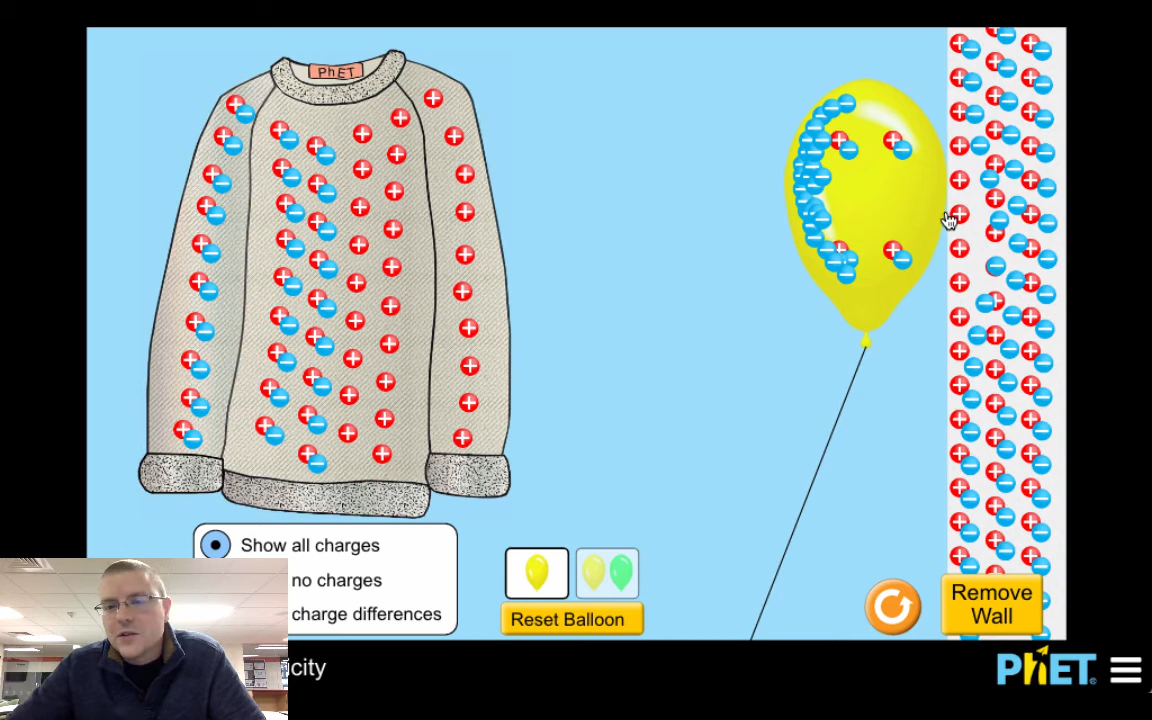 PhET
Show all charges
no charges
charge differences
Reset Balloon
Remove
Wall
city
PhET